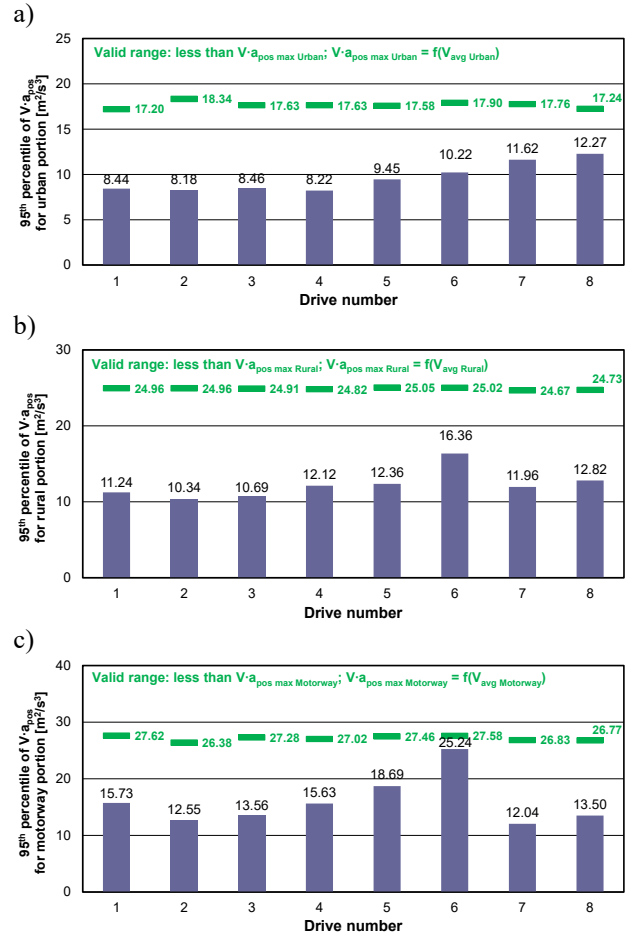 a)
25
20
15
10
5
0
95th percentile of V·apos
for urban portion [m²/s³]
Valid range: less than V·apos max Urban; V·apos max Urban = f(Vavg Urban)
17.20 18.34 17.63 17.63 17.58 17.90 17.76 17.24
8.44 8.18 8.46 8.22 9.45 10.22 11.62 12.27
1 2 3 4 5 6 7 8
Drive number
b)
30
20
10
0
95th percentile of V·apos
for rural portion [m²/s³]
Valid range: less than V·apos max Rural; V·apos max Rural = f(Vavg Rural)
24.96 24.96 24.91 24.82 25.05 25.02 24.67 24.73
11.24 10.34 10.69 12.12 12.36 16.36 11.96 12.82
1 2 3 4 5 6 7 8
Drive number
c)
40
30
20
10
0
95th percentile of V·apos
for motorway portion [m²/s³]
Valid range: less than V·apos max Motorway; V·apos max Motorway = f(Vavg Motorway)
27.62 26.38 27.28 27.02 27.46 27.58 26.83 26.77
15.73 12.55 13.56 15.63 18.69 25.24 12.04 13.50
1 2 3 4 5 6 7 8
Drive number